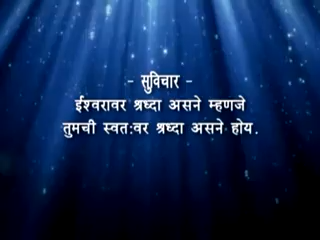 - सुविचार -
ईश्वरावर श्रध्दा असने म्हणजे
तुमची स्वतःवर श्रध्दा असने होय.